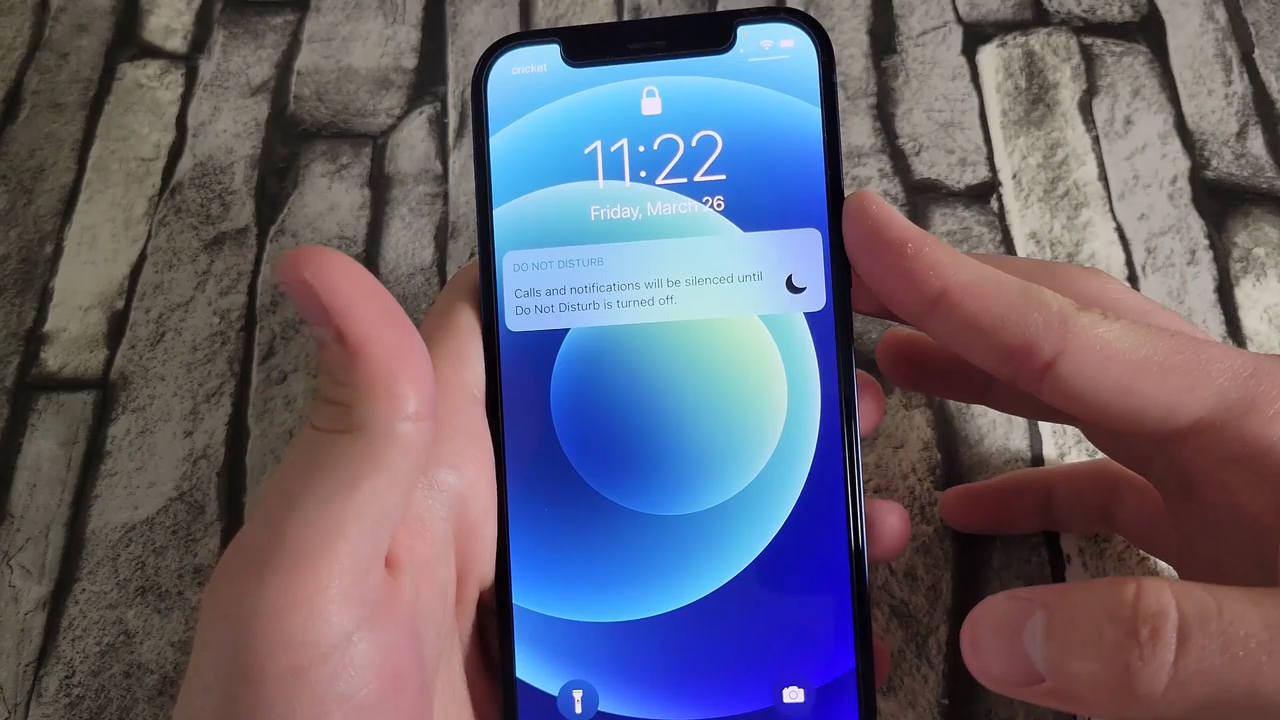 cricket
11:22
Friday, March 26
DO NOT DISTURB
Calls and notifications will be silenced until
Do Not Disturb is turned off.